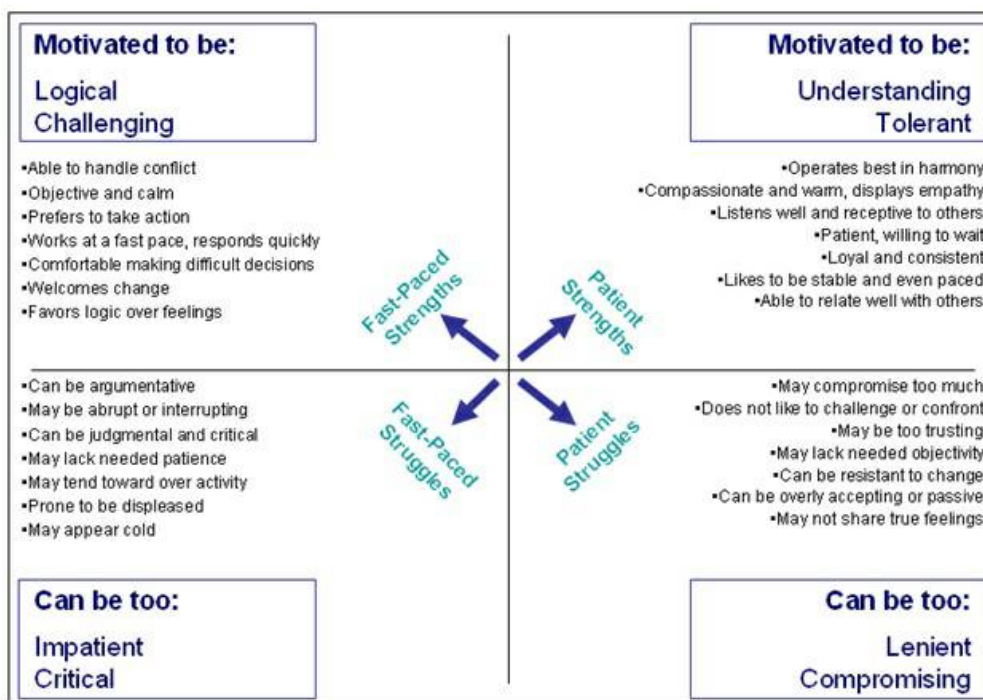 Motivated to be:
Logical
Challenging
▪Able to handle conflict
▪Objective and calm
▪Prefers to take action
▪Works at a fast pace, responds quickly
▪Comfortable making difficult decisions
▪Welcomes change
▪Favors logic over feelings
Fast-Paced
Strengths
Motivated to be:
Understanding
Tolerant
▪Operates best in harmony
▪Compassionate and warm, displays empathy
▪Listens well and receptive to others
▪Patient, willing to wait
▪Loyal and consistent
▪Likes to be stable and even paced
▪Able to relate well with others
Patient
Strengths
▪Can be argumentative
▪May be abrupt or interrupting
▪Can be judgmental and critical
▪May lack needed patience
▪May tend toward over activity
▪Prone to be displeased
▪May appear cold
Fast-Paced
Struggles
Can be too:
Impatient
Critical
▪May compromise too much
▪Does not like to challenge or confront
▪May be too trusting
▪May lack needed objectivity
▪Can be resistant to change
▪Can be overly accepting or passive
▪May not share true feelings
Patient
Struggles
Can be too:
Lenient
Compromising